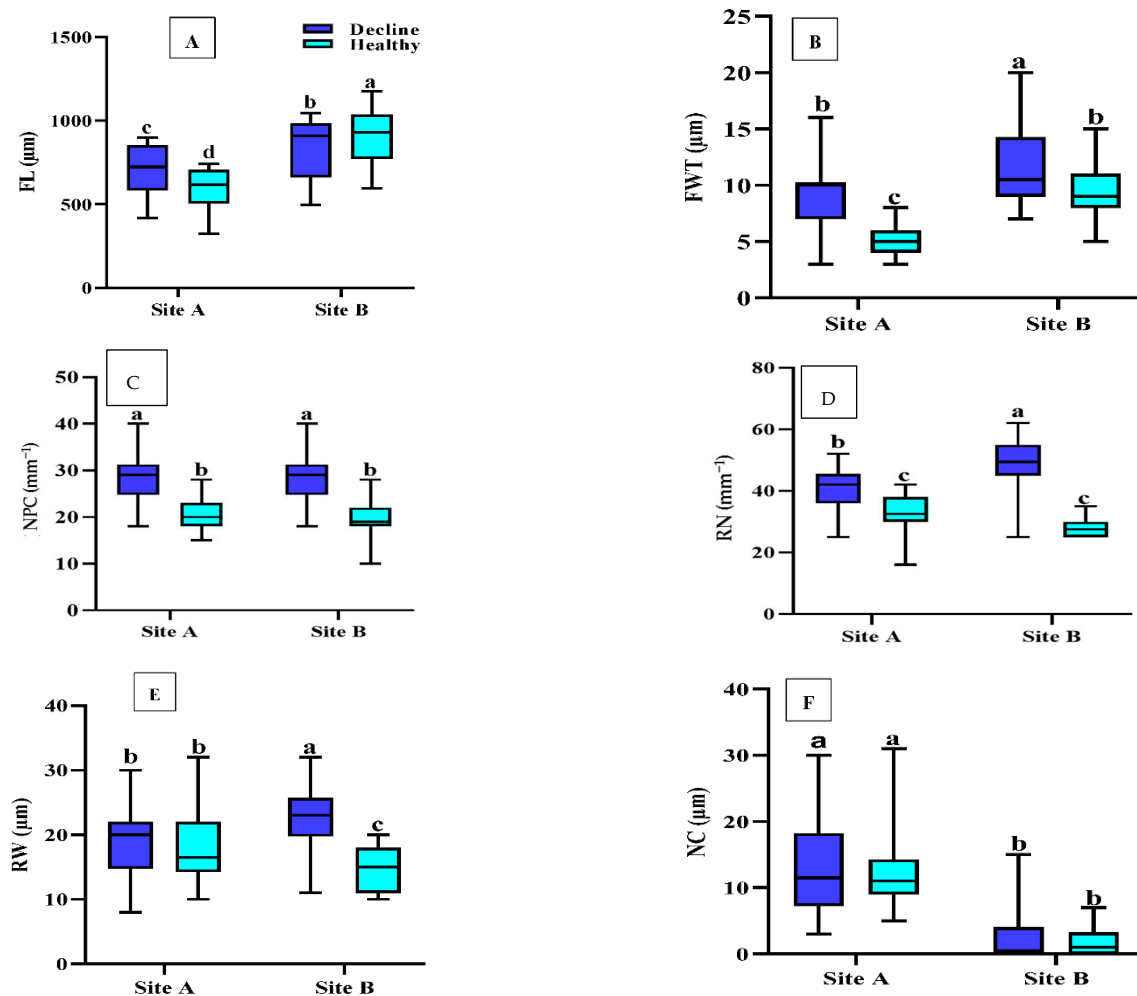 A
Decline
Healthy
1500
1000
500
0
FL (µm)
c
d
b
a
Site A
Site B
B
25
20
15
10
5
0
FWT (µm)
b
c
a
b
Site A
Site B
C
50
40
30
20
10
0
NPC (mm⁻¹)
a
b
a
b
Site A
Site B
D
80
60
40
20
0
RN (mm⁻¹)
b
c
a
c
Site A
Site B
E
40
30
20
10
0
RW (µm)
b
b
a
c
Site A
Site B
F
40
30
20
10
0
NC (µm)
a
a
b
b
Site A
Site B